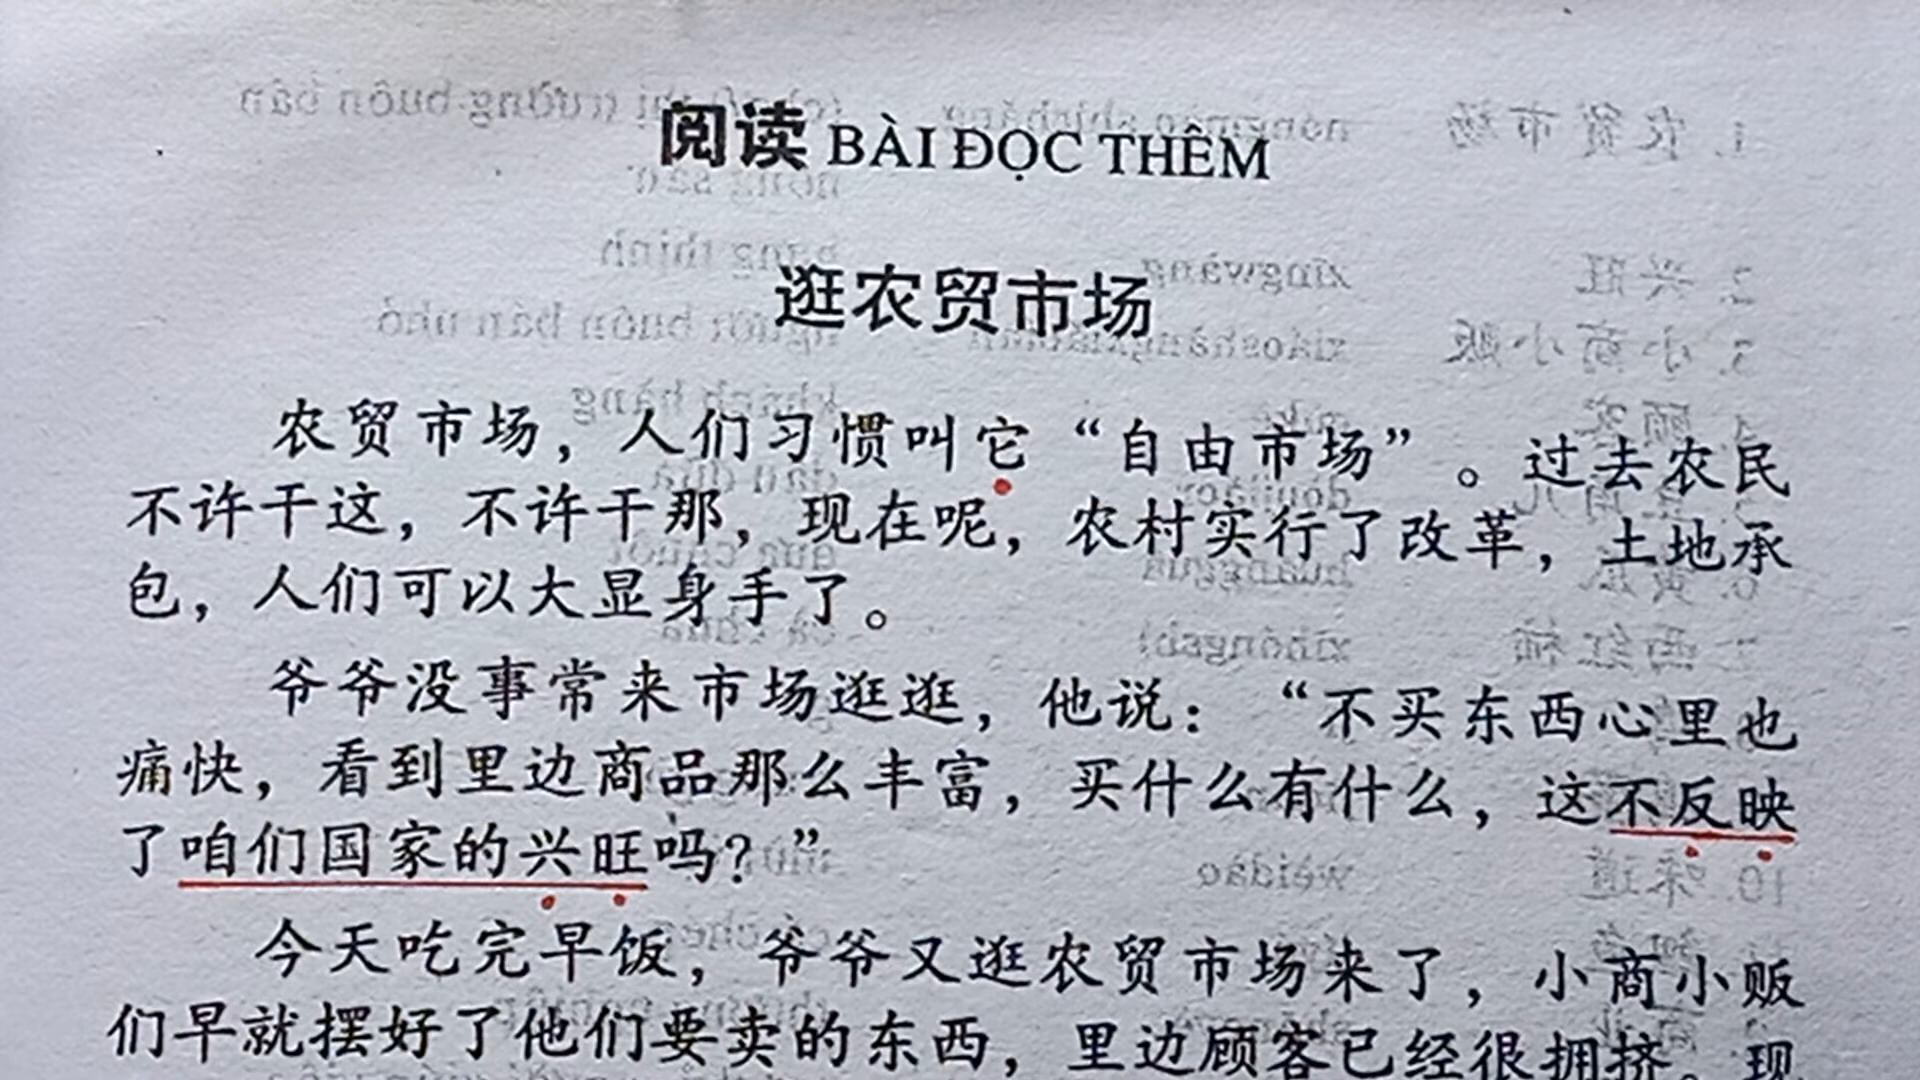 阅读 BÀI ĐỌC THÊM
逛农贸市场
农贸市场，人们习惯叫它“自由市场”。过去农民
不许干这，不许干那，现在呢，农村实行了改革，土地承
包，人们可以大显身手了。
爷爷没事常来市场逛逛，他说：“不买东西心里也
痛快，看到里边商品那么丰富，买什么有什么，这不反映
了咱们国家的兴旺吗？”
今天吃完早饭，爷爷又逛农贸市场来了，小商小贩
们早就摆好了他们要卖的东西，里边顾客已经很拥挤。现